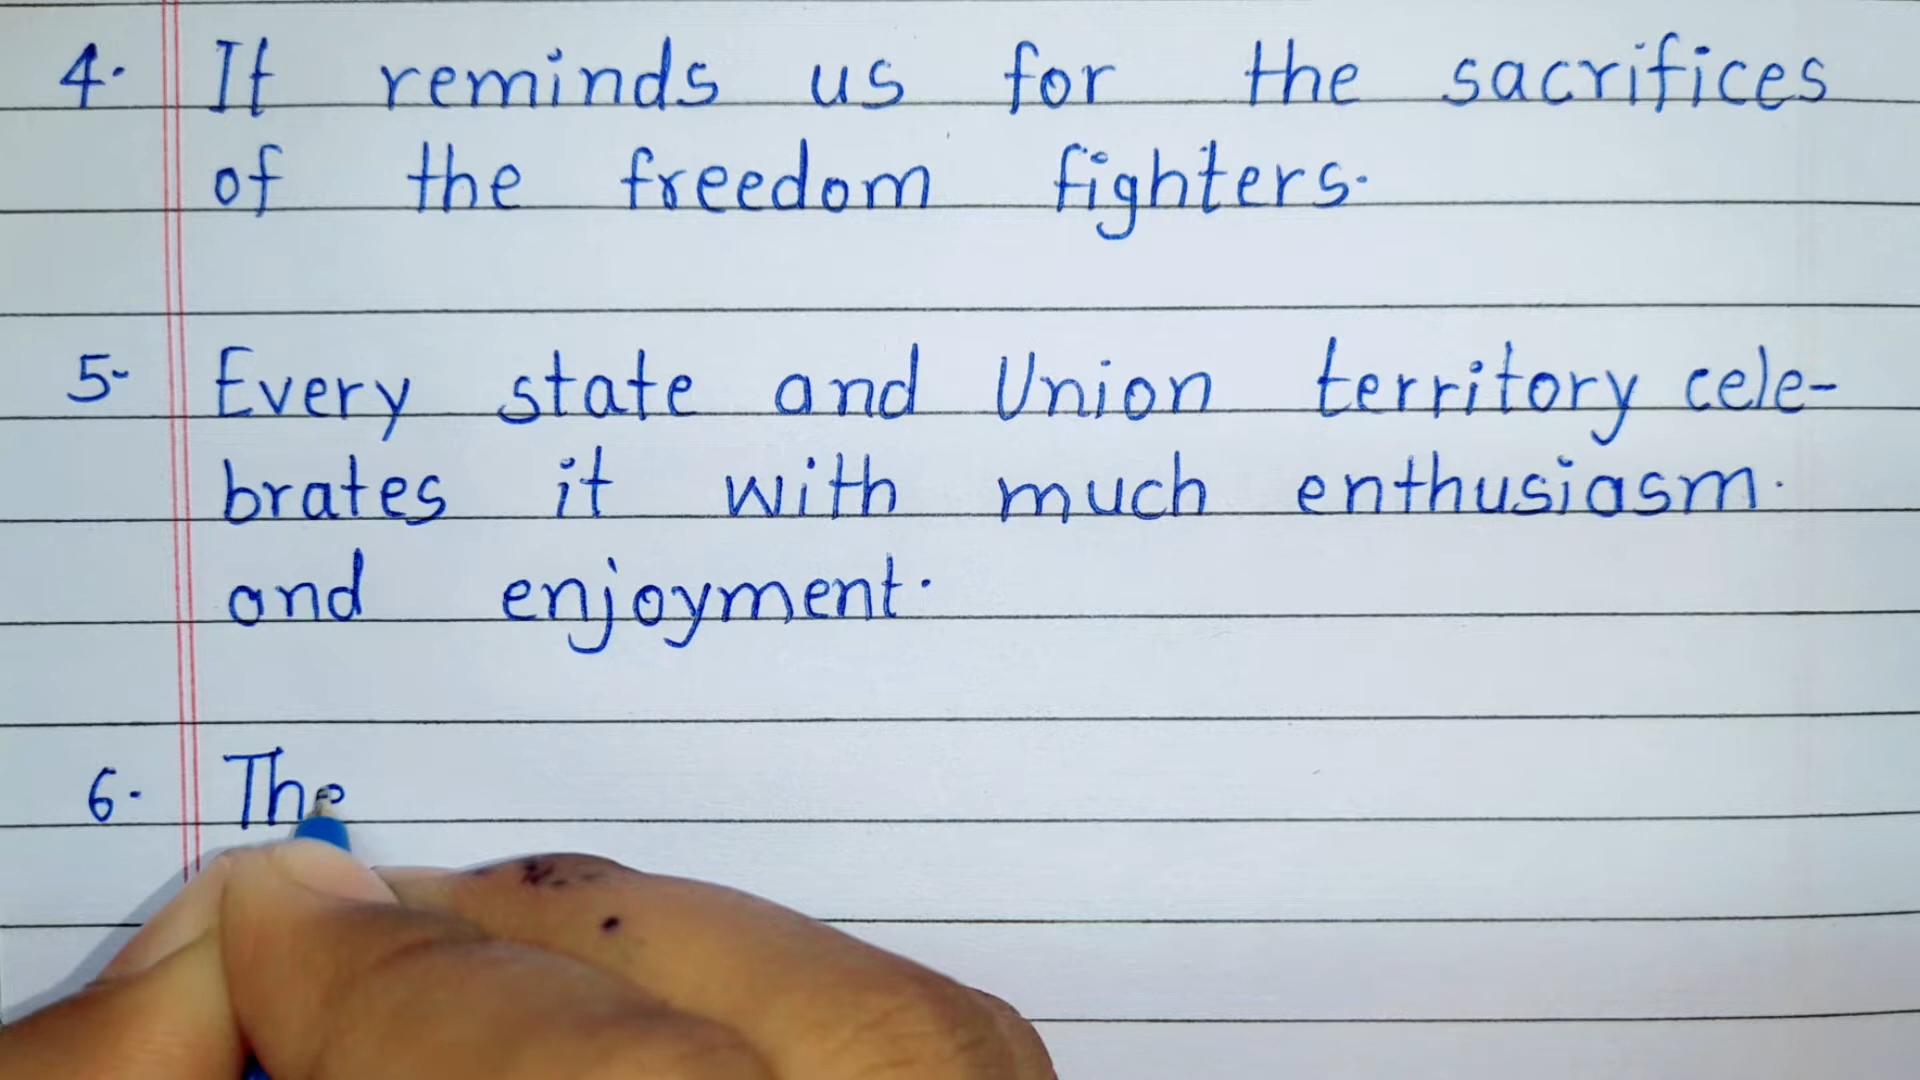 4. It reminds us for the sacrifices
of the freedom fighters.
5. Every state and Union territory cele-
brates it with much enthusiasm.
and enjoyment.
6. The